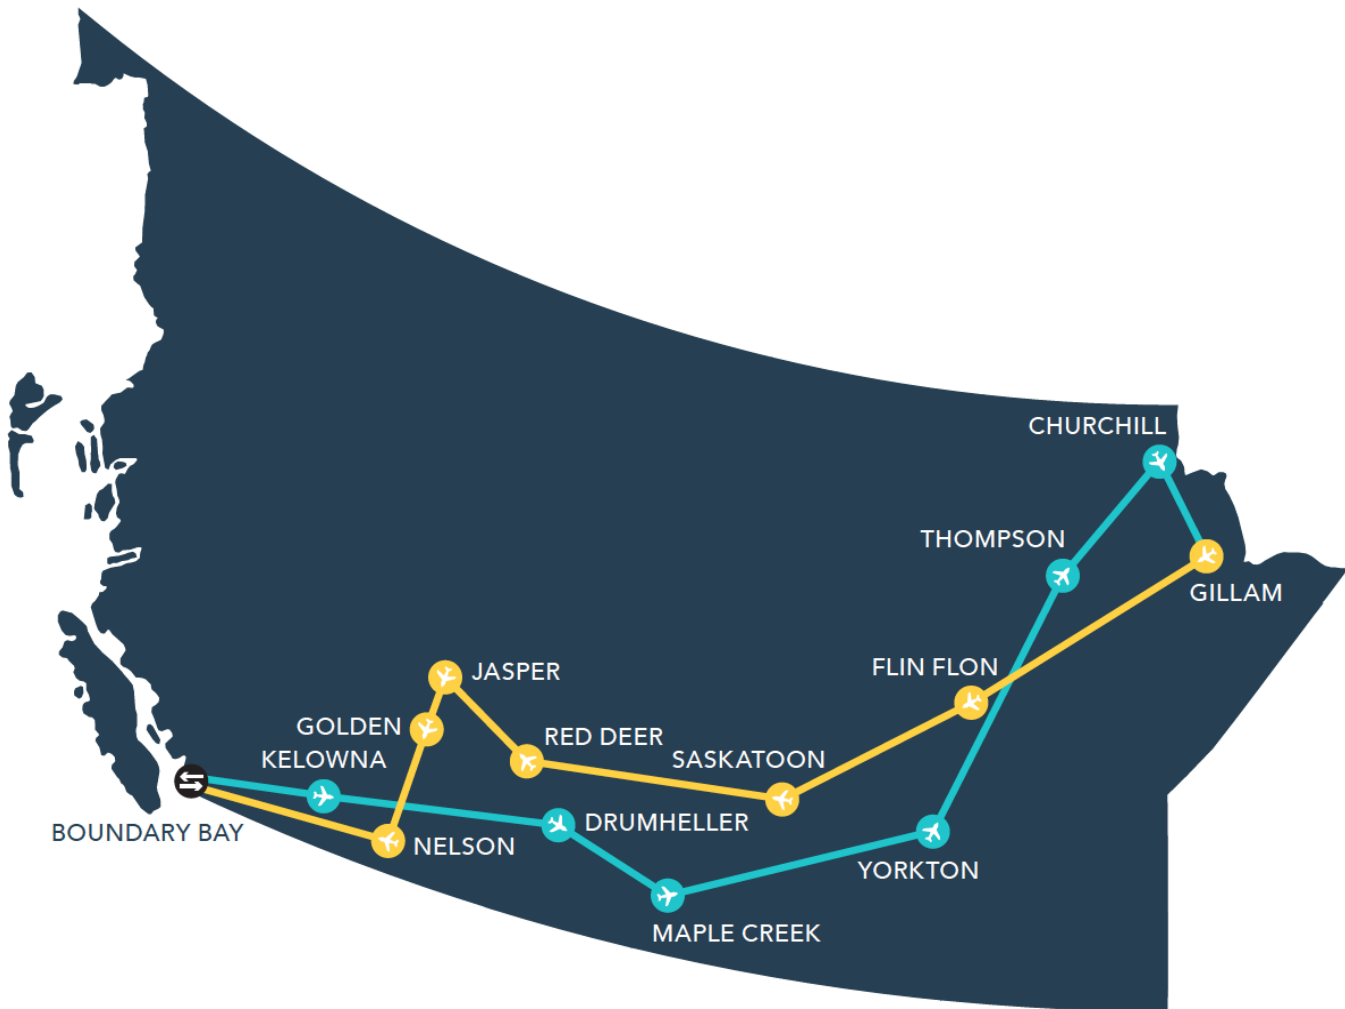 CHURCHILL
THOMPSON
GILLAM
FLIN FLON
JASPER
GOLDEN
RED DEER
KELOWNA
SASKATOON
DRUMHELLER
BOUNDARY BAY
NELSON
YORKTON
MAPLE CREEK